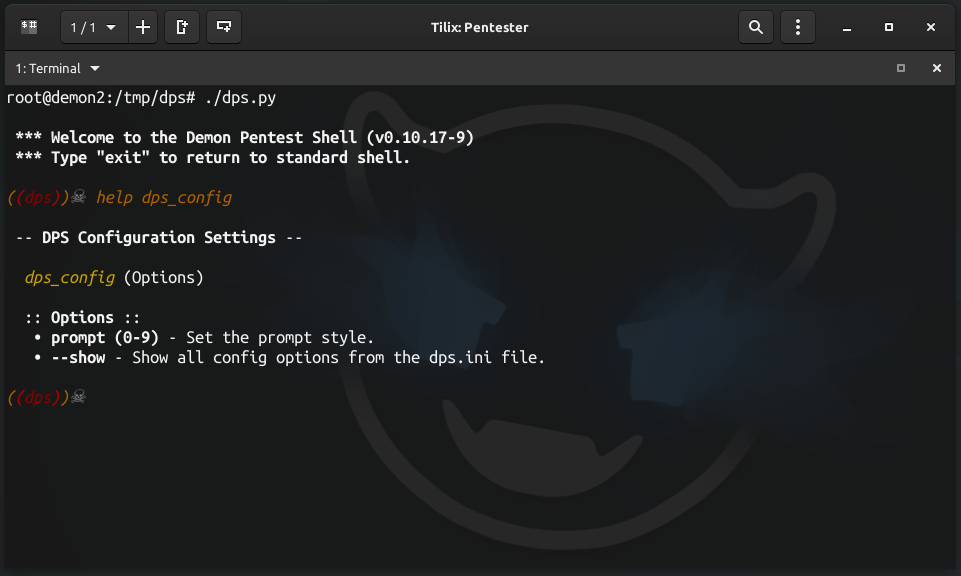 1 / 1
Tilix: Pentester
1: Terminal
root@demon2:/tmp/dps# ./dps.py
*** Welcome to the Demon Pentest Shell (v0.10.17-9)
*** Type "exit" to return to standard shell.
((dps))☠ help dps_config
-- DPS Configuration Settings --
dps_config (Options)
:: Options ::
• prompt (0-9) - Set the prompt style.
• --show - Show all config options from the dps.ini file.
((dps))☠